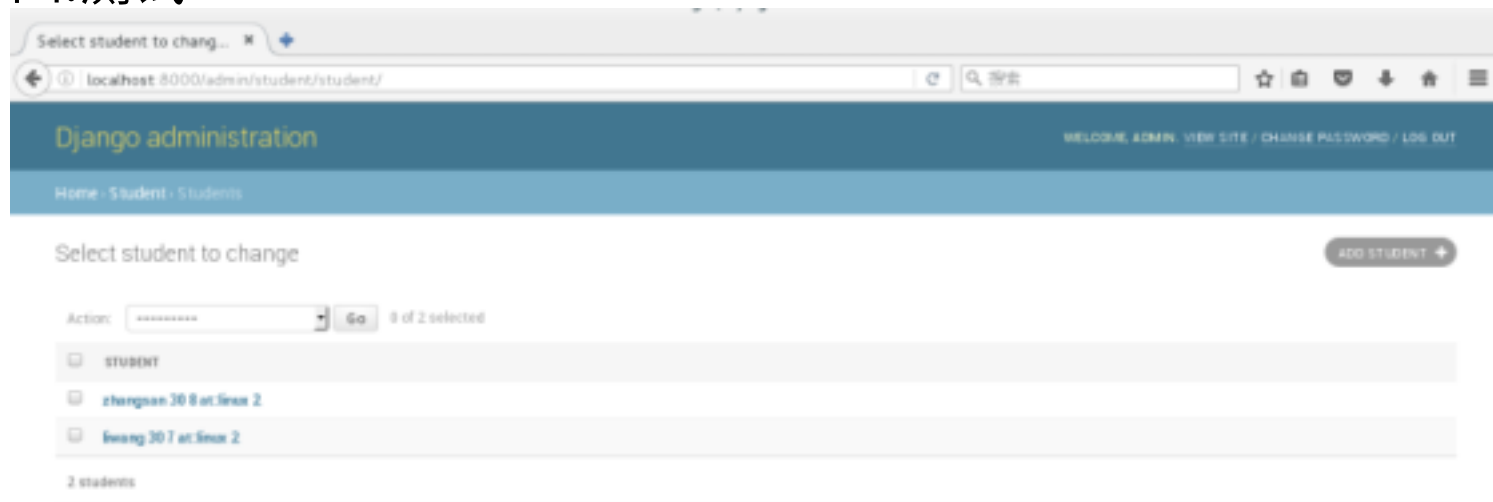 Select student to chang...
localhost:8000/admin/student/student/
搜索
Django administration
WELCOME, ADMIN. VIEW SITE / CHANGE PASSWORD / LOG OUT
Home › Student › Students
Select student to change
ADD STUDENT +
Action: --------- Go 0 of 2 selected
STUDENT
zhangsan 30 8 at:linux 2
liwang 30 7 at:linux 2
2 students